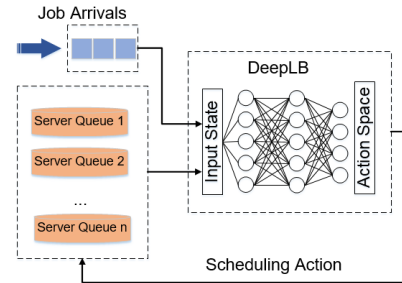 Job Arrivals
DeepLB
Server Queue 1
Server Queue 2
...
Server Queue n
Input State
Action Space
Scheduling Action